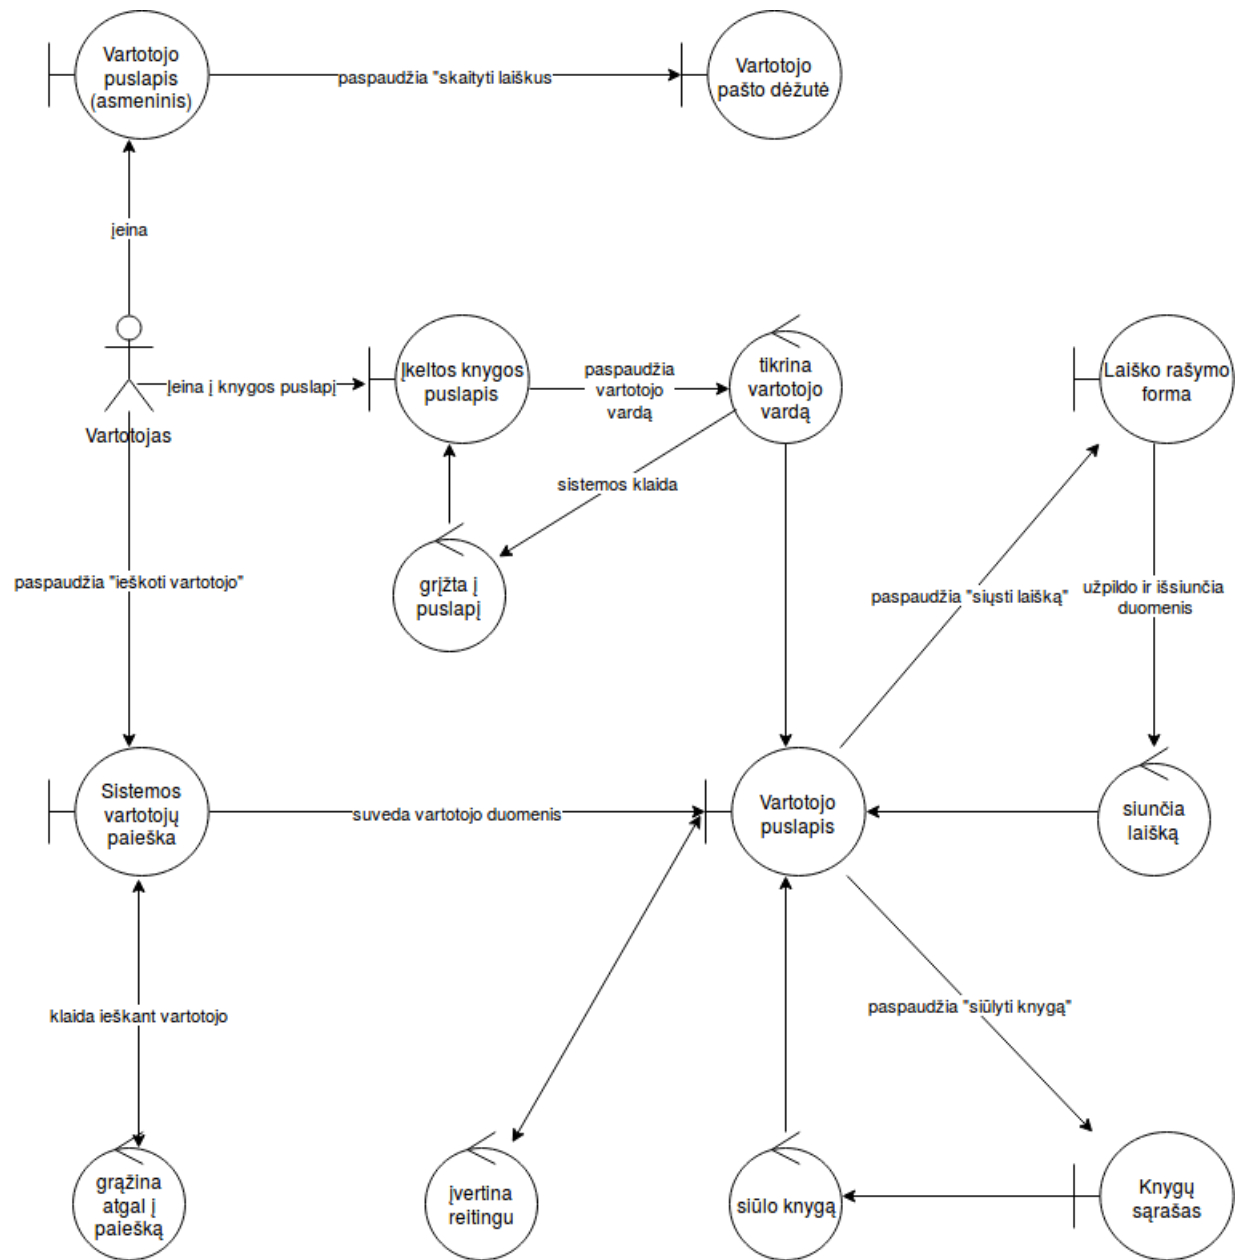 Vartotojo
puslapis
(asmeninis)
paspaudžia "skaityti laiškus
Vartotojo
pašto dėžutė
įeina
Vartotojas
Įeina į knygos puslapį
Įkeltos knygos
puslapis
paspaudžia
vartotojo
vardą
tikrina
vartotojo
vardą
Laiško rašymo
forma
sistemos klaida
grįžta į
puslapį
paspaudžia "ieškoti vartotojo"
paspaudžia "siųsti laišką"
užpildo ir išsiunčia
duomenis
Sistemos
vartotojų
paieška
suveda vartotojo duomenis
Vartotojo
puslapis
siunčia
laišką
klaida ieškant vartotojo
paspaudžia "siūlyti knygą"
grąžina
atgal į
paiešką
įvertina
reitingu
siūlo knygą
Knygų
sąrašas